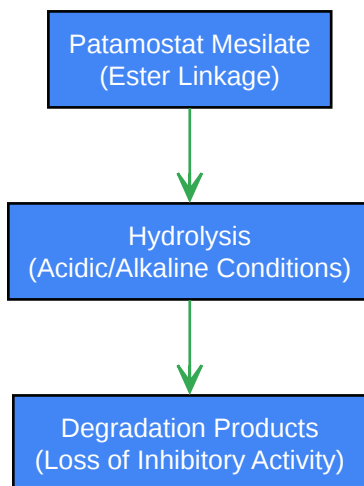 Patamostat Mesilate
(Ester Linkage)
Hydrolysis
(Acidic/Alkaline Conditions)
Degradation Products
(Loss of Inhibitory Activity)